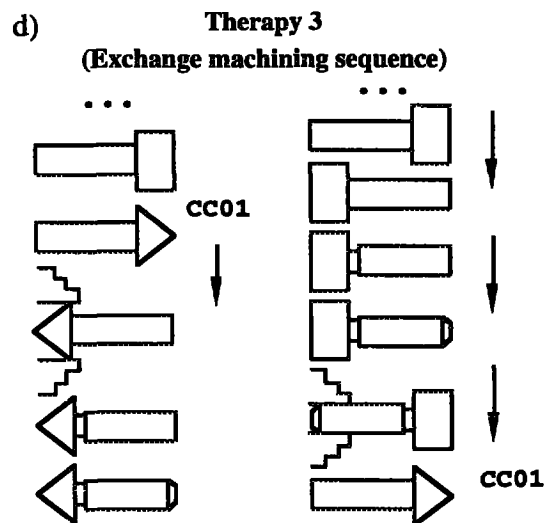 d)
Therapy 3
(Exchange machining sequence)
. . .
. . .
CC01
CC01